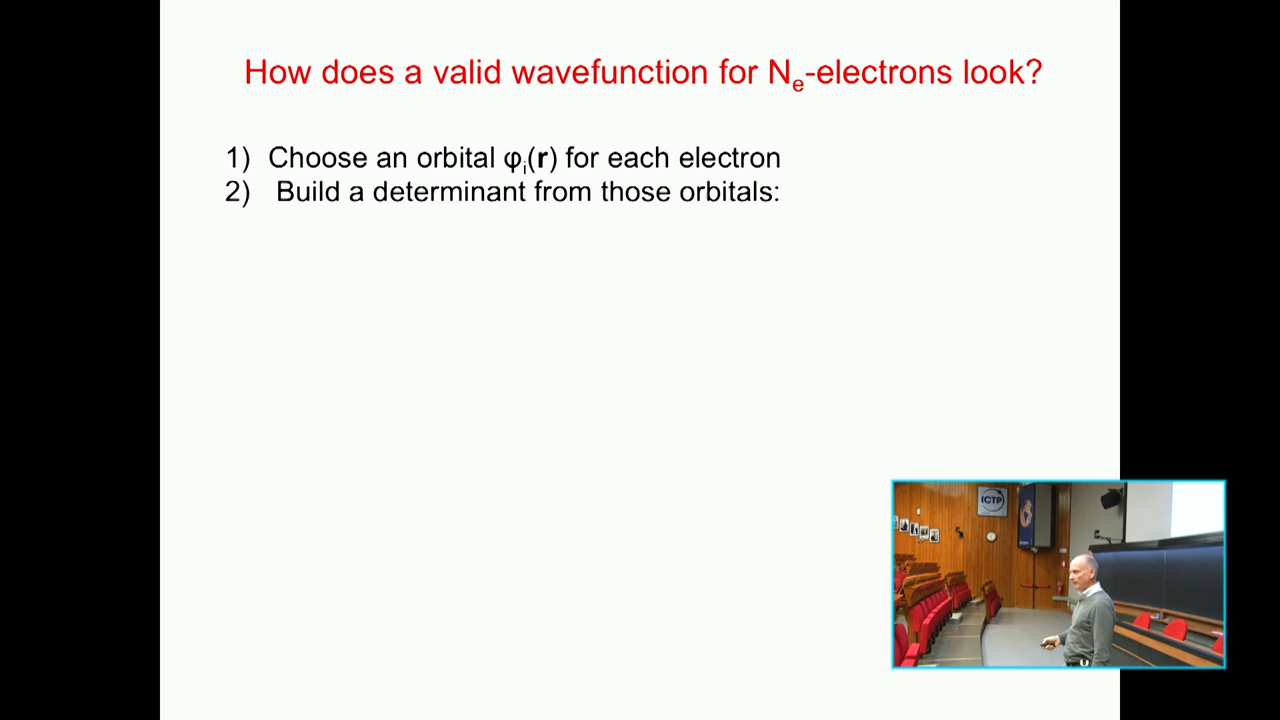 How does a valid wavefunction for Nₑ-electrons look?
1) Choose an orbital φᵢ(r) for each electron
2) Build a determinant from those orbitals:
ICTP